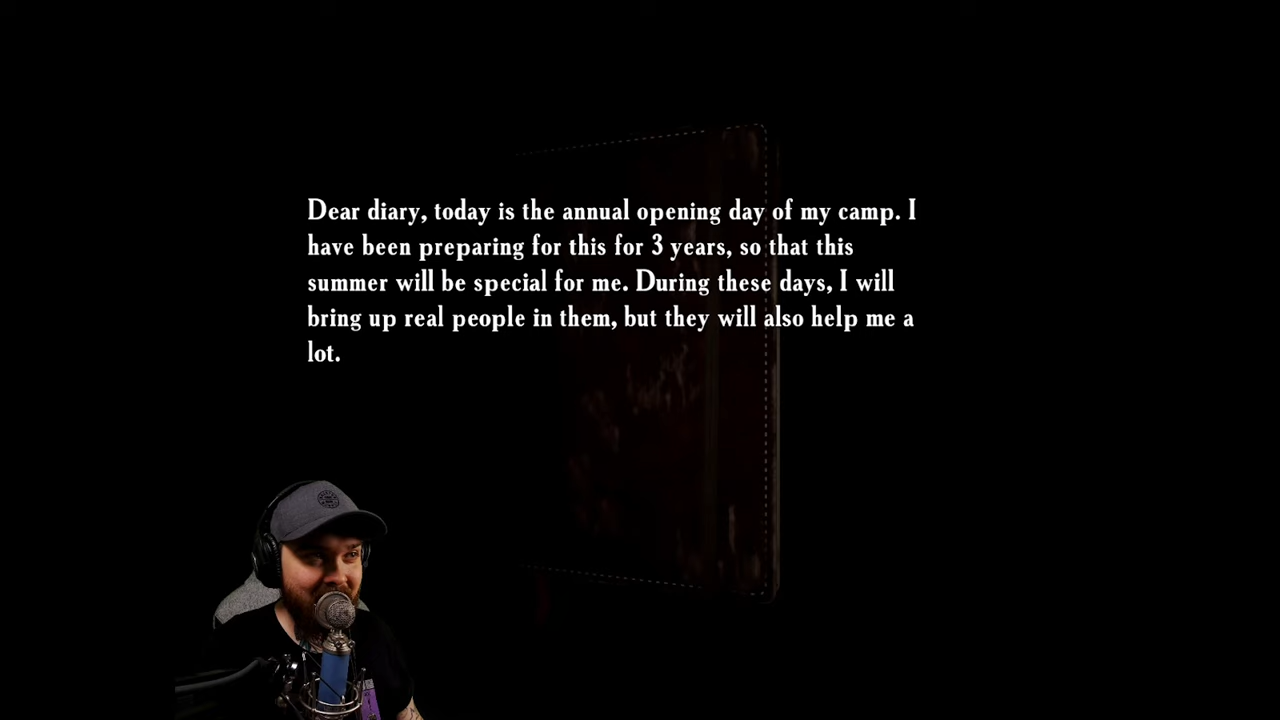 Dear diary, today is the annual opening day of my camp. I
have been preparing for this for 3 years, so that this
summer will be special for me. During these days, I will
bring up real people in them, but they will also help me a
lot.